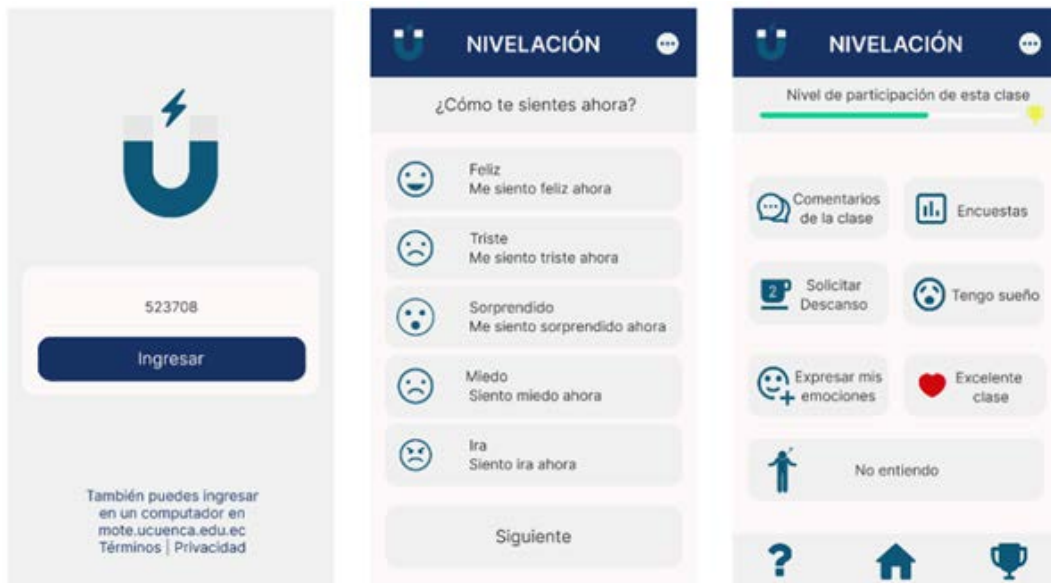 523708
Ingresar
También puedes ingresar
en un computador en
mote.ucuenca.edu.ec
Términos | Privacidad
NIVELACIÓN
¿Cómo te sientes ahora?
Feliz
Me siento feliz ahora
Triste
Me siento triste ahora
Sorprendido
Me siento sorprendido ahora
Miedo
Siento miedo ahora
Ira
Siento ira ahora
Siguiente
NIVELACIÓN
Nivel de participación de esta clase
Comentarios
de la clase
Encuestas
2
Solicitar
Descanso
Tengo sueño
Expresar mis
emociones
Excelente
clase
No entiendo
?